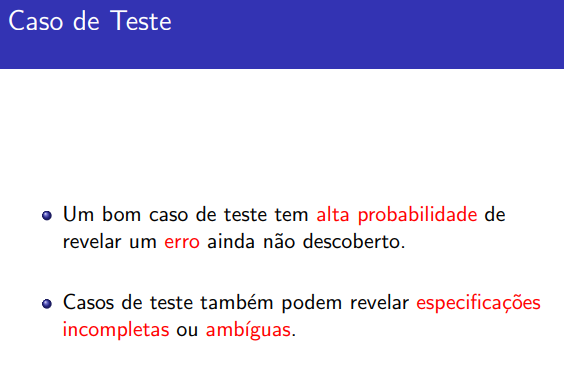 Caso de Teste
Um bom caso de teste tem alta probabilidade de
revelar um erro ainda não descoberto.
Casos de teste também podem revelar especificações
incompletas ou ambíguas.